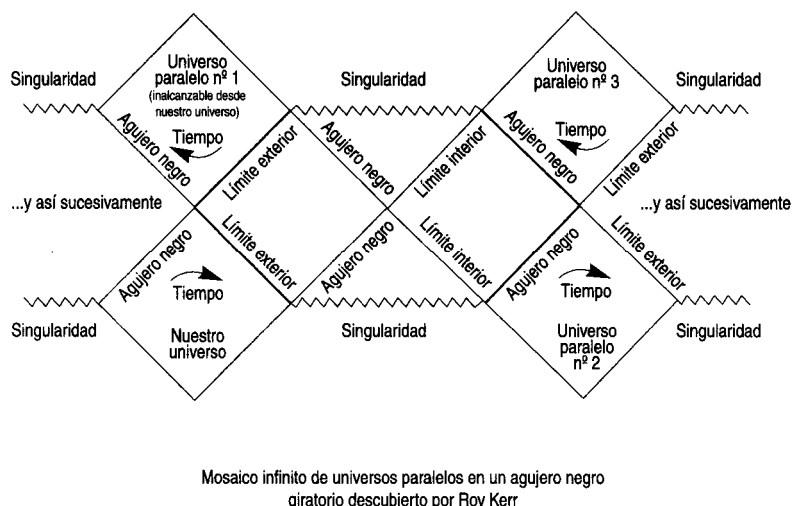 Universo
paralelo nº 1
(inalcanzable desde
nuestro universo)
Tiempo
Singularidad
Singularidad
Universo
paralelo nº 3
Tiempo
Singularidad
Agujero negro
Límite exterior
Agujero negro
Límite interior
Agujero negro
Límite exterior
...y así sucesivamente
...y así sucesivamente
Agujero negro
Límite exterior
Agujero negro
Límite interior
Agujero negro
Límite exterior
Tiempo
Tiempo
Singularidad
Nuestro
universo
Singularidad
Universo
paralelo
nº 2
Singularidad
Mosaico infinito de universos paralelos en un agujero negro
giratorio descubierto por Roy Kerr